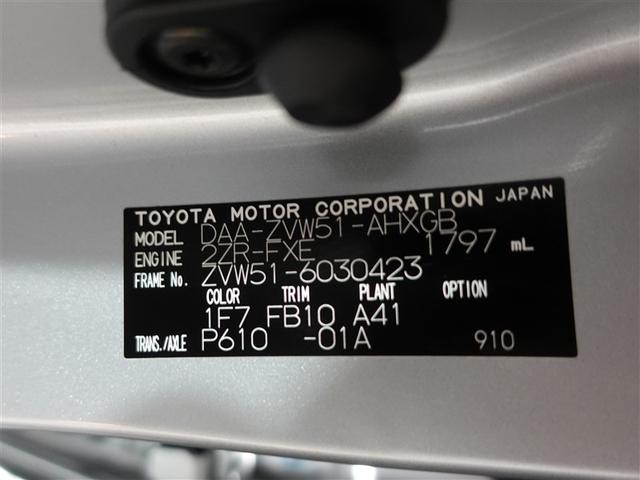 TOYOTA MOTOR CORPORATION JAPAN
MODEL DAA-ZVW51-AHXGB
ENGINE 2ZR-FXE 1797 mL
FRAME No. ZVW51-6030423
COLOR TRIM PLANT OPTION
1F7 FB10 A41
TRANS./AXLE P610 -01A 910